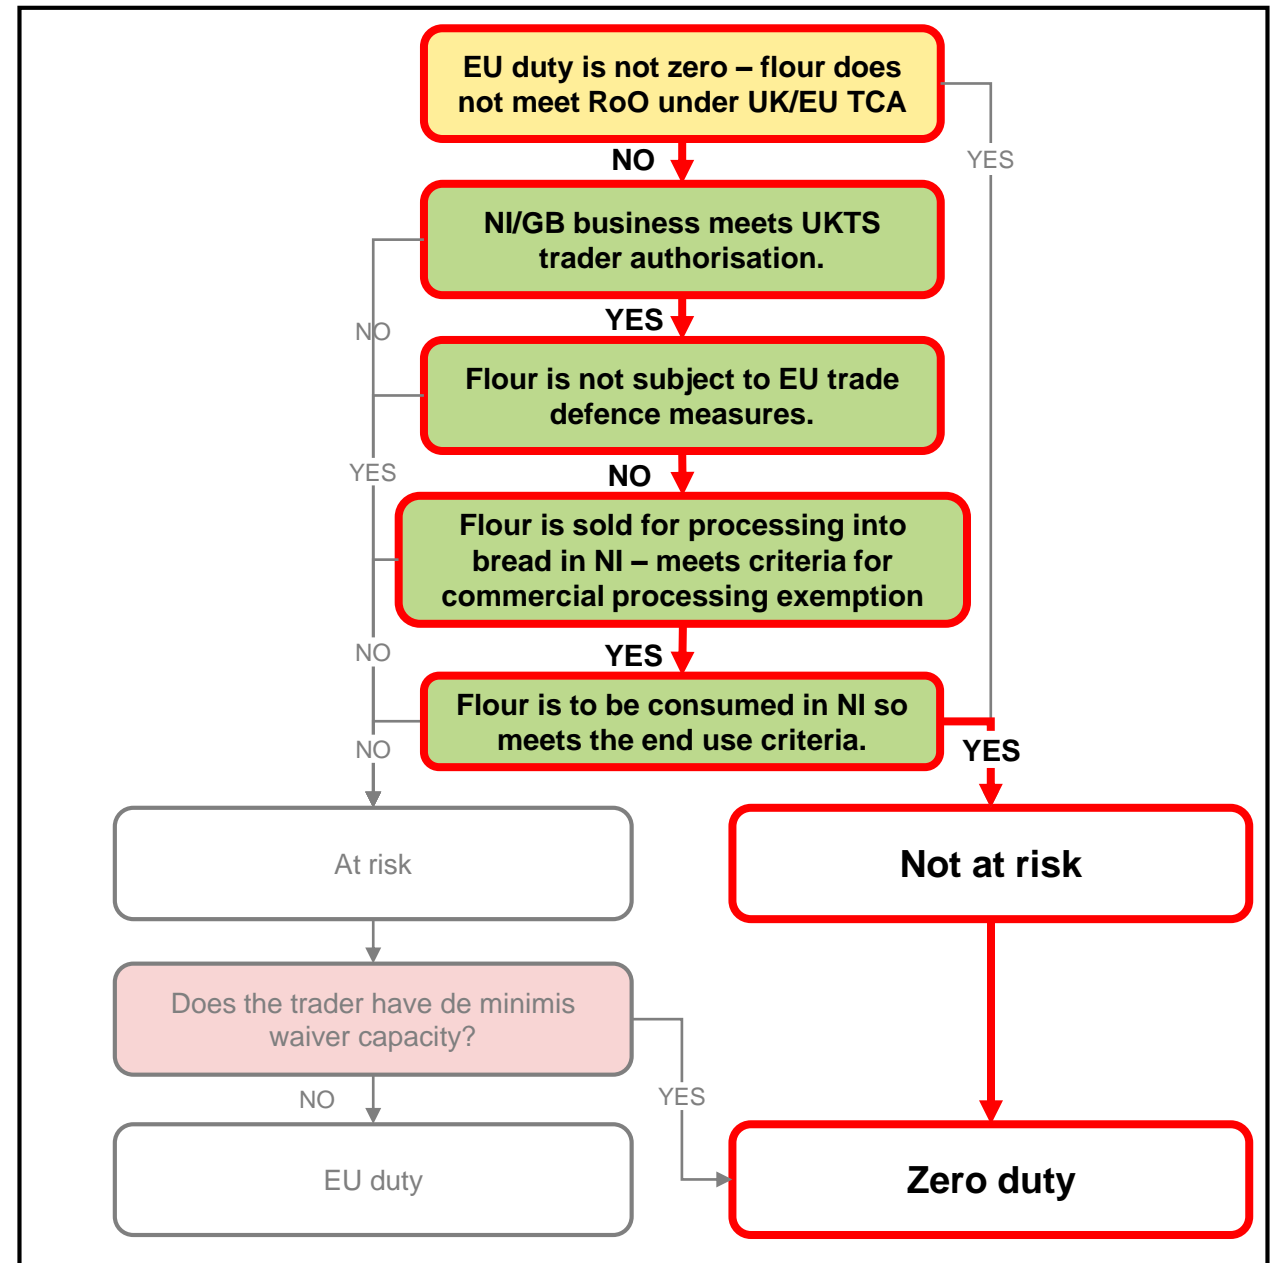 EU duty is not zero – flour does
not meet RoO under UK/EU TCA
NO
YES
NI/GB business meets UKTS
trader authorisation.
YES
NO
Flour is not subject to EU trade
defence measures.
NO
YES
Flour is sold for processing into
bread in NI – meets criteria for
commercial processing exemption
YES
NO
Flour is to be consumed in NI so
meets the end use criteria.
NO
YES
At risk
Not at risk
Does the trader have de minimis
waiver capacity?
NO
YES
EU duty
Zero duty